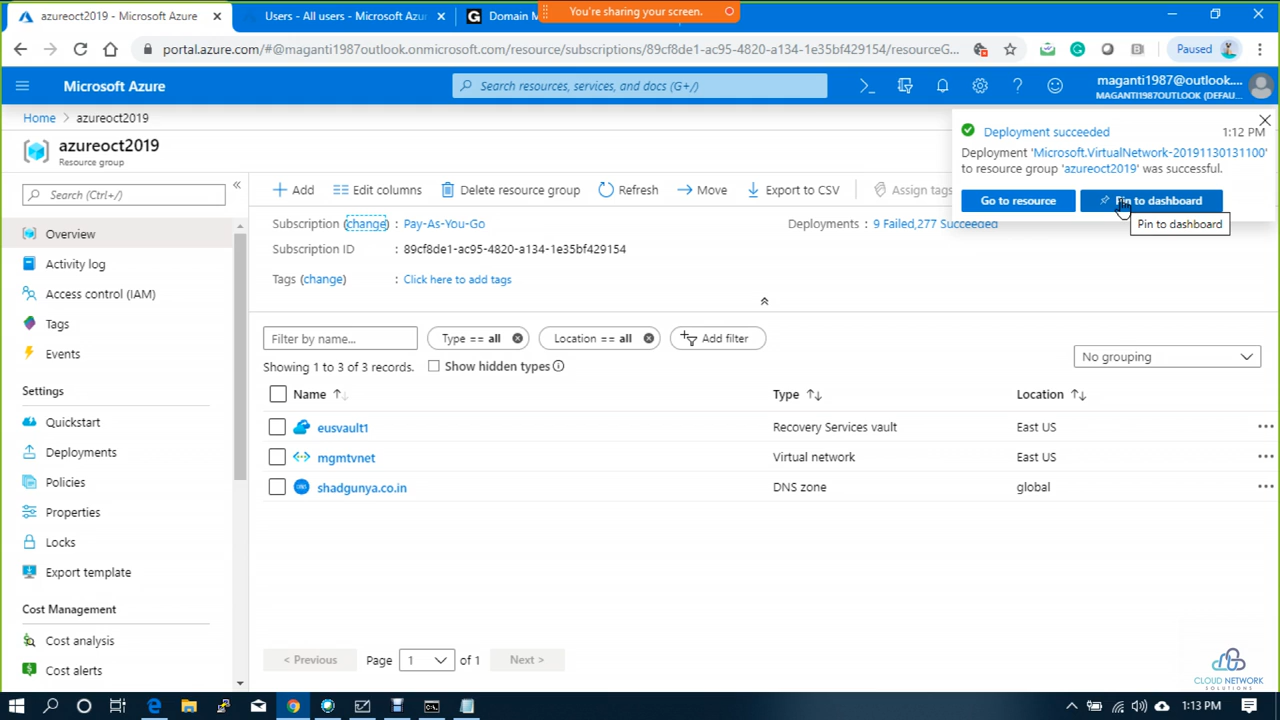 azureoct2019 - Microsoft Azure
Users - All users - Microsoft Azu
Domain M
You're sharing your screen.
portal.azure.com/#@maganti1987outlook.onmicrosoft.com/resource/subscriptions/89cf8de1-ac95-4820-a134-1e35bf629154/resourceG...
Paused
Microsoft Azure
Search resources, services, and docs (G+/)
maganti1987@outlook....
MAGANTI1987OUTLOOK (DEFAU...
Home > azureoct2019
azureoct2019
Resource group
Deployment succeeded
1:12 PM
Deployment 'Microsoft.VirtualNetwork-20191130131100'
to resource group 'azureoct2019' was successful.
Go to resource
Pin to dashboard
Pin to dashboard
Search (Ctrl+/)
Add
Edit columns
Delete resource group
Refresh
Move
Export to CSV
Assign tags
Subscription (change) : Pay-As-You-Go
Deployments : 9 Failed,277 Succeeded
Subscription ID : 89cf8de1-ac95-4820-a134-1e35bf629154
Tags (change) : Click here to add tags
Overview
Activity log
Access control (IAM)
Tags
Events
Settings
Quickstart
Deployments
Policies
Properties
Locks
Export template
Cost Management
Cost analysis
Cost alerts
Filter by name...
Type == all
Location == all
Add filter
Showing 1 to 3 of 3 records.
Show hidden types
No grouping
Name
Type
Location
eusvault1
Recovery Services vault
East US
mgmtvnet
Virtual network
East US
shadgunya.co.in
DNS zone
global
< Previous
Page 1 of 1
Next >
CLOUD NETWORK
SOLUTIONS
1:13 PM